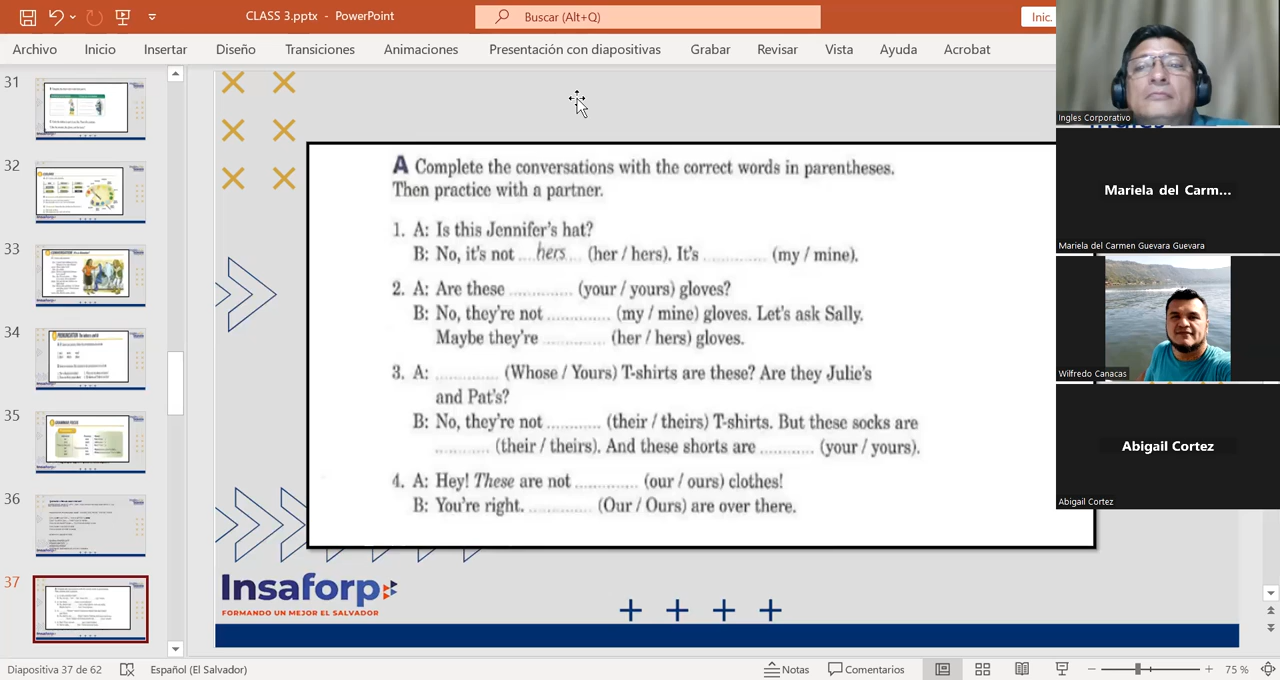 CLASS 3.pptx - PowerPoint
Buscar (Alt+Q)
Inic.
Archivo Inicio Insertar Diseño Transiciones Animaciones Presentación con diapositivas Grabar Revisar Vista Ayuda Acrobat
Ingles Corporativo
Mariela del Carm...
Mariela del Carmen Guevara Guevara
Wilfredo Canacas
Abigail Cortez
Abigail Cortez
31
32
33
34
35
36
37
A Complete the conversations with the correct words in parentheses.
Then practice with a partner.
1. A: Is this Jennifer's hat?
B: No, it's not ...hers... (her / hers). It's ............ (my / mine).
2. A: Are these ............ (your / yours) gloves?
B: No, they're not ............ (my / mine) gloves. Let's ask Sally.
Maybe they're ............ (her / hers) gloves.
3. A: ............ (Whose / Yours) T-shirts are these? Are they Julie's
and Pat's?
B: No, they're not ............ (their / theirs) T-shirts. But these socks are
............ (their / theirs). And these shorts are ............ (your / yours).
4. A: Hey! These are not ............ (our / ours) clothes!
B: You're right. ............ (Our / Ours) are over there.
Insaforp
FORMANDO UN MEJOR EL SALVADOR
Diapositiva 37 de 62 Español (El Salvador) Notas Comentarios 75 %